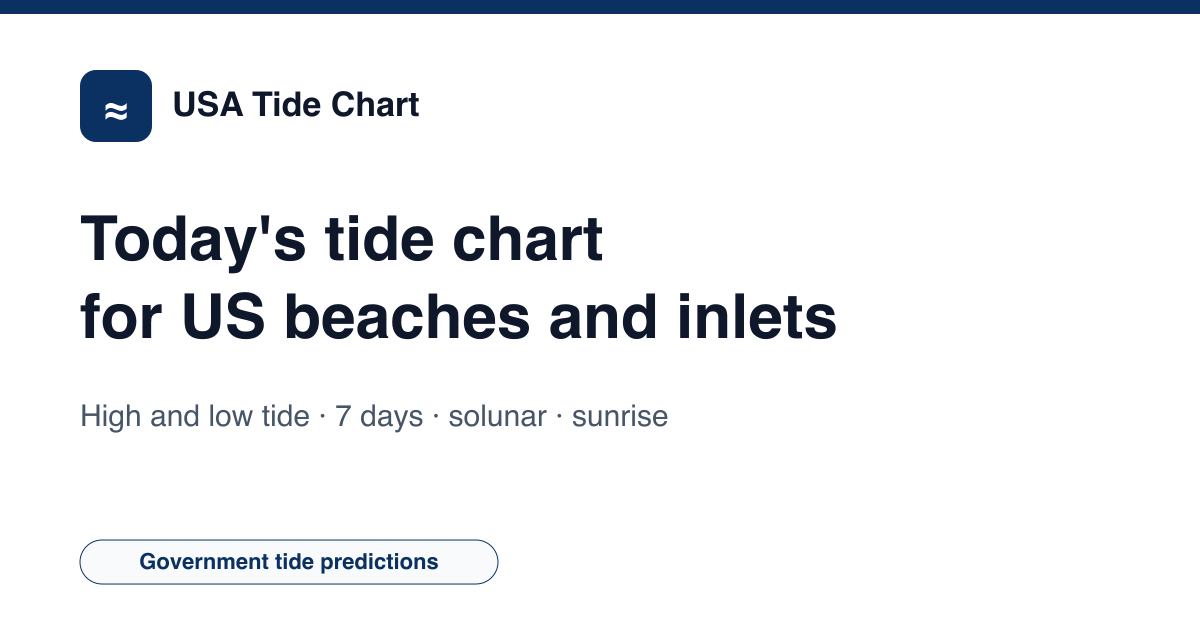 ≈
USA Tide Chart
Today's tide chart
for US beaches and inlets
High and low tide · 7 days · solunar · sunrise
Government tide predictions